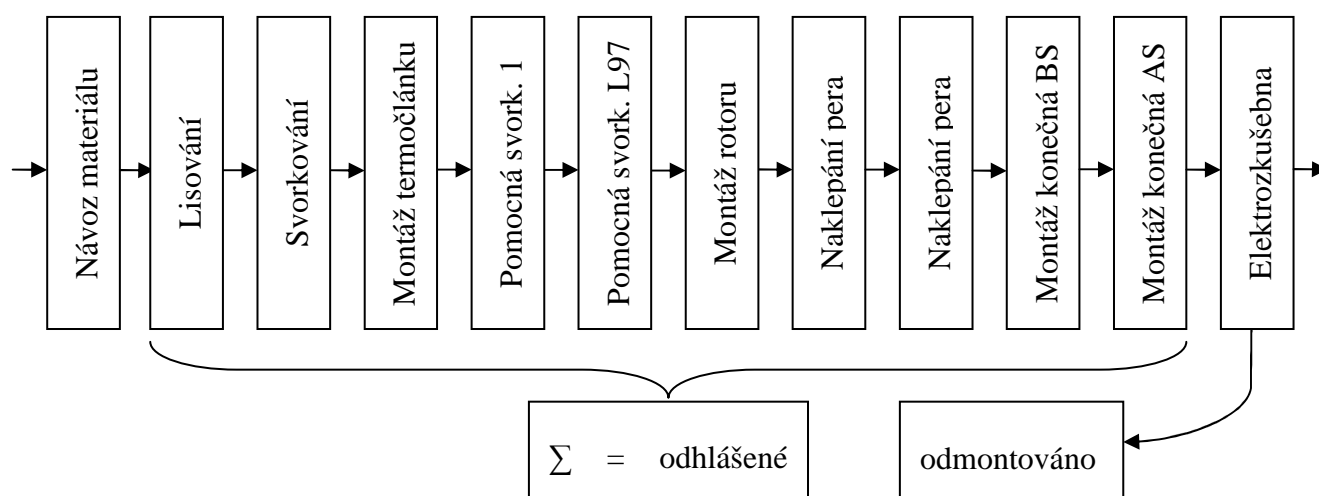 Návoz materiálu
Lisování
Svorkování
Montáž termočlánku
Pomocná svork. 1
Pomocná svork. L97
Montáž rotoru
Naklepání pera
Naklepání pera
Montáž konečná BS
Montáž konečná AS
Elektrozkušebna
∑ = odhlášené
odmontováno